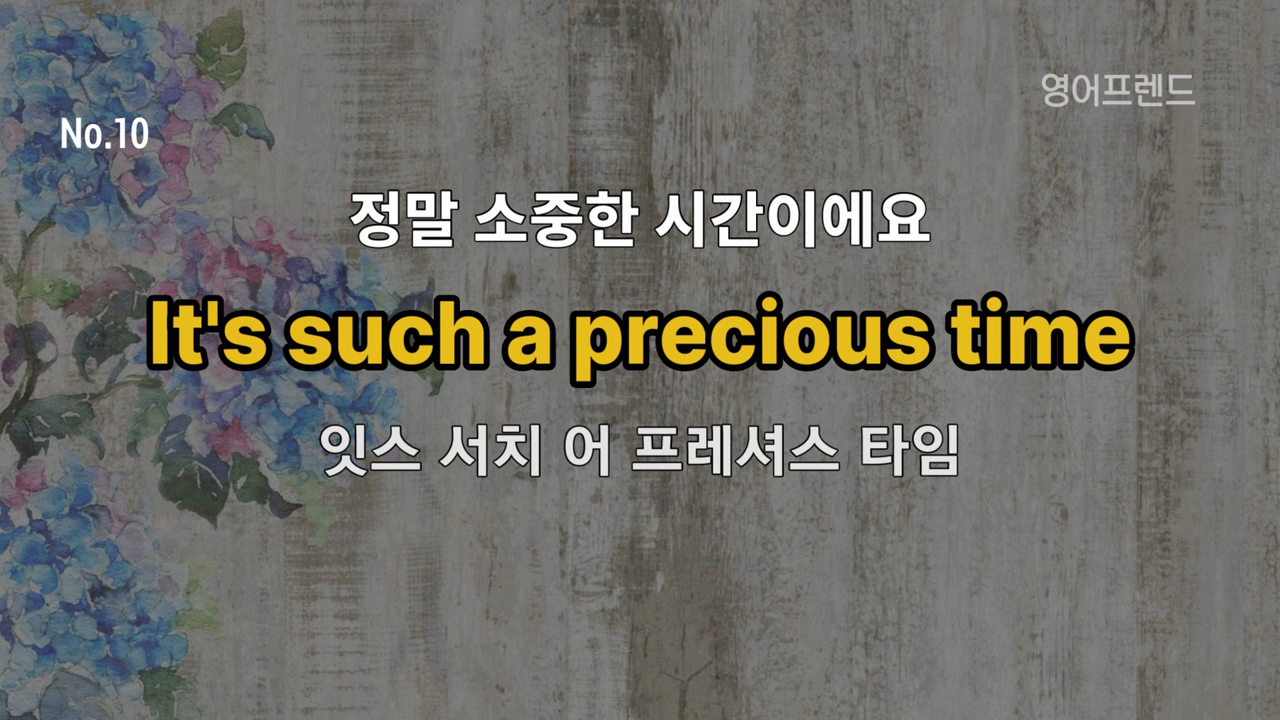 영어프렌드
No.10
정말 소중한 시간이에요
It's such a precious time
잇스 서치 어 프레셔스 타임